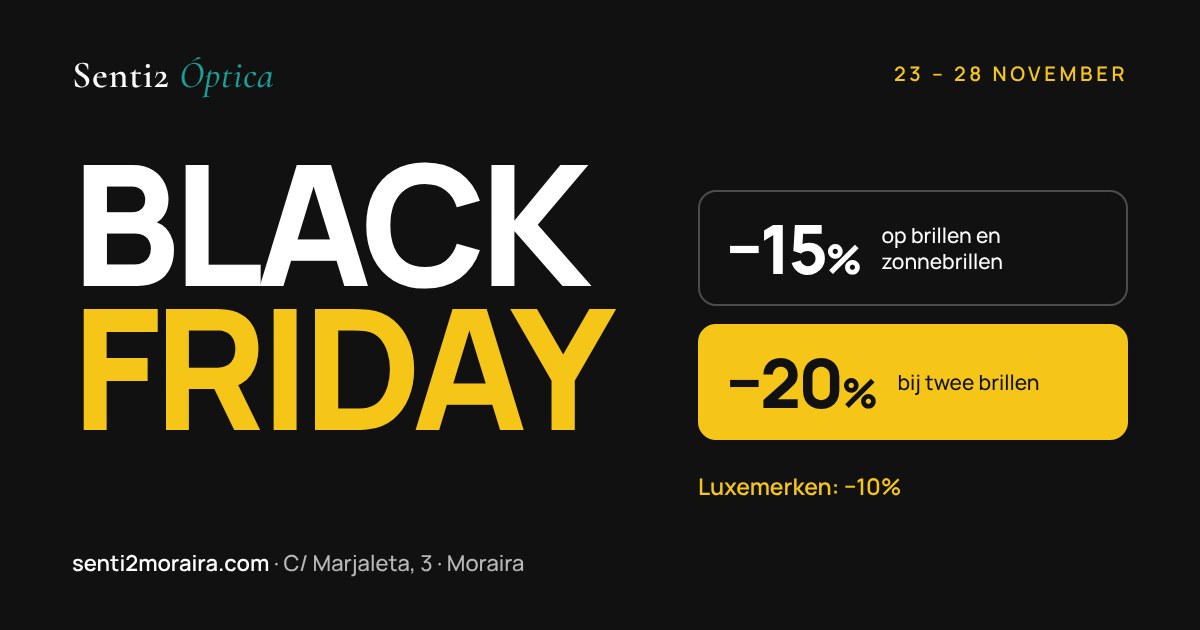 Senti2 Óptica
23 – 28 NOVEMBER
BLACK
FRIDAY
−15% op brillen en
zonnebrillen
−20% bij twee brillen
Luxemerken: −10%
senti2moraira.com · C/ Marjaleta, 3 · Moraira